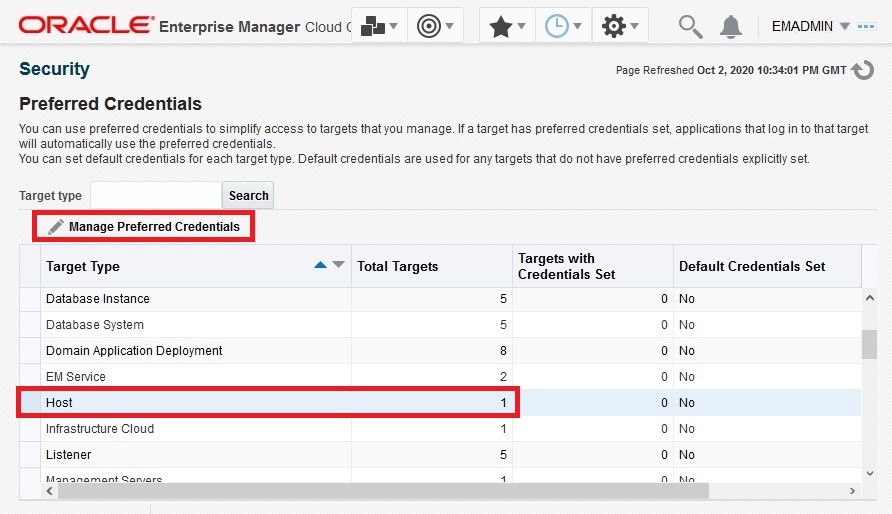 ORACLE Enterprise Manager Cloud C EMADMIN
Security
Page Refreshed Oct 2, 2020 10:34:01 PM GMT
Preferred Credentials
You can use preferred credentials to simplify access to targets that you manage. If a target has preferred credentials set, applications that log in to that target
will automatically use the preferred credentials.
You can set default credentials for each target type. Default credentials are used for any targets that do not have preferred credentials explicitly set.
Target type Search
Manage Preferred Credentials
Target Type Total Targets Targets with Credentials Set Default Credentials Set
Database Instance 5 0 No
Database System 5 0 No
Domain Application Deployment 8 0 No
EM Service 2 0 No
Host 1 0 No
Infrastructure Cloud 1 0 No
Listener 5 0 No
Management Servers 1 0 No